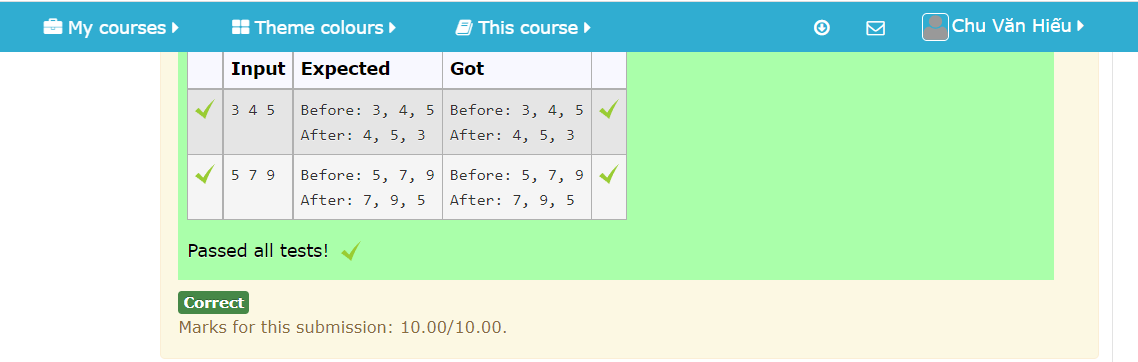 My courses Theme colours This course Chu Văn Hiếu
Input Expected Got
3 4 5 Before: 3, 4, 5 Before: 3, 4, 5
After: 4, 5, 3 After: 4, 5, 3
5 7 9 Before: 5, 7, 9 Before: 5, 7, 9
After: 7, 9, 5 After: 7, 9, 5
Passed all tests!
Correct
Marks for this submission: 10.00/10.00.